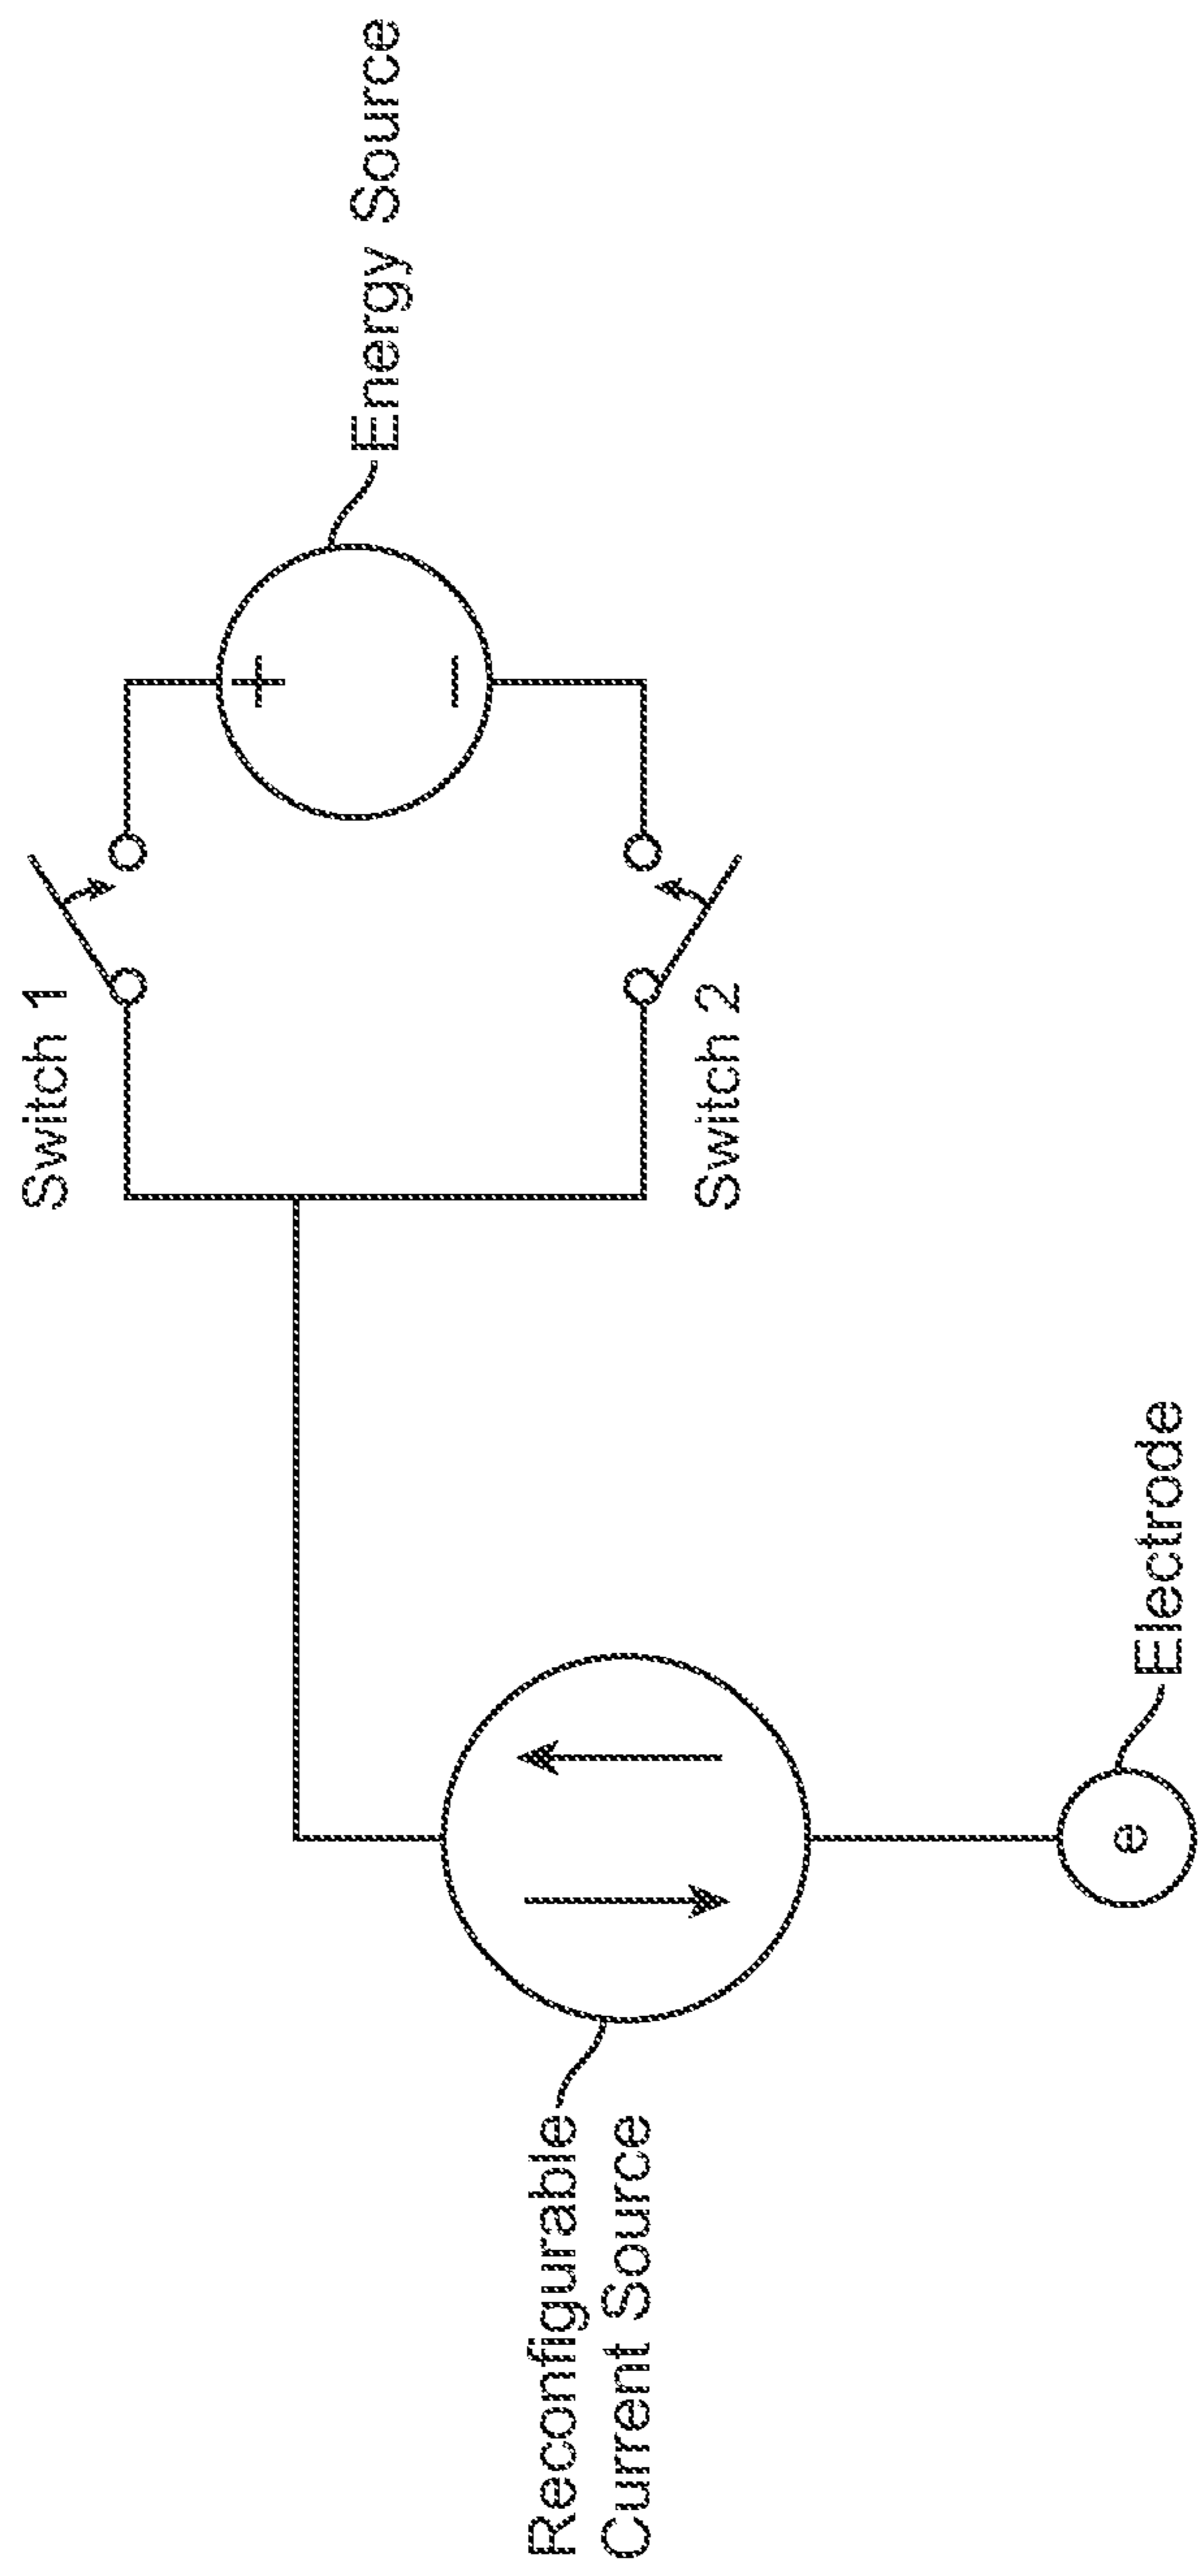 Switch 1
+
−
Energy Source
Switch 2
Reconfigurable
Current Source
e
Electrode